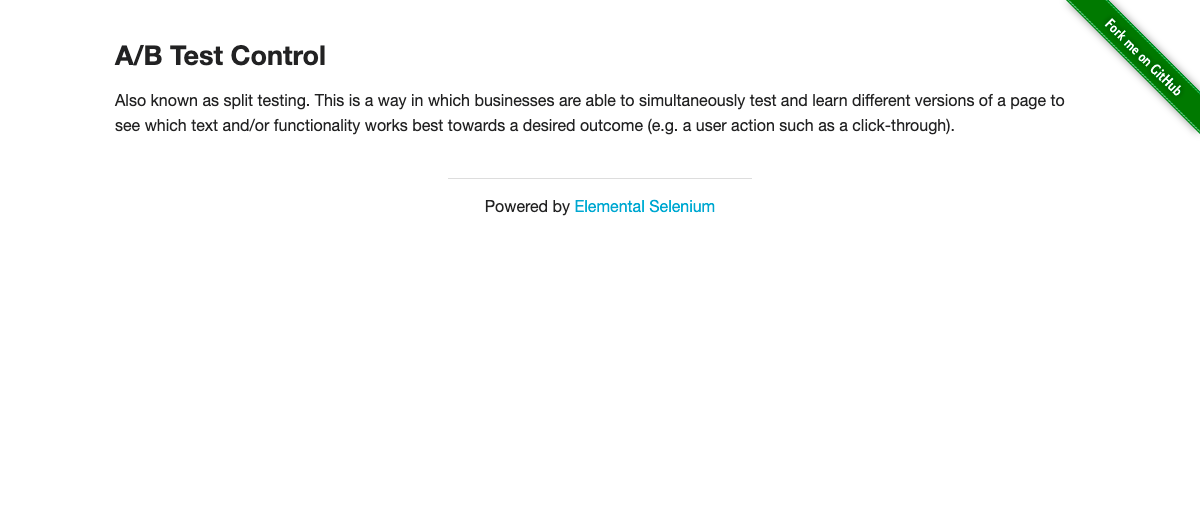 Fork me on GitHub
A/B Test Control
Also known as split testing. This is a way in which businesses are able to simultaneously test and learn different versions of a page to
see which text and/or functionality works best towards a desired outcome (e.g. a user action such as a click-through).
Powered by Elemental Selenium